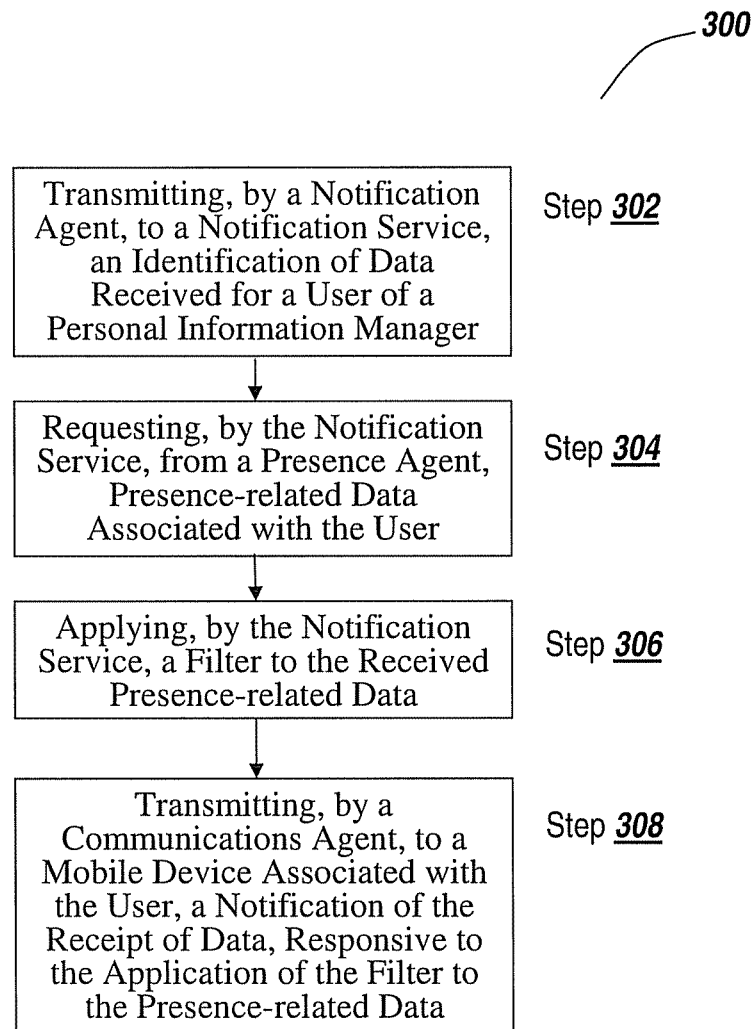 300
Transmitting, by a Notification
Agent, to a Notification Service,
an Identification of Data
Received for a User of a
Personal Information Manager
Step 302
Requesting, by the Notification
Service, from a Presence Agent,
Presence-related Data
Associated with the User
Step 304
Applying, by the Notification
Service, a Filter to the Received
Presence-related Data
Step 306
Transmitting, by a
Communications Agent, to a
Mobile Device Associated with
the User, a Notification of the
Receipt of Data, Responsive to
the Application of the Filter to
the Presence-related Data
Step 308